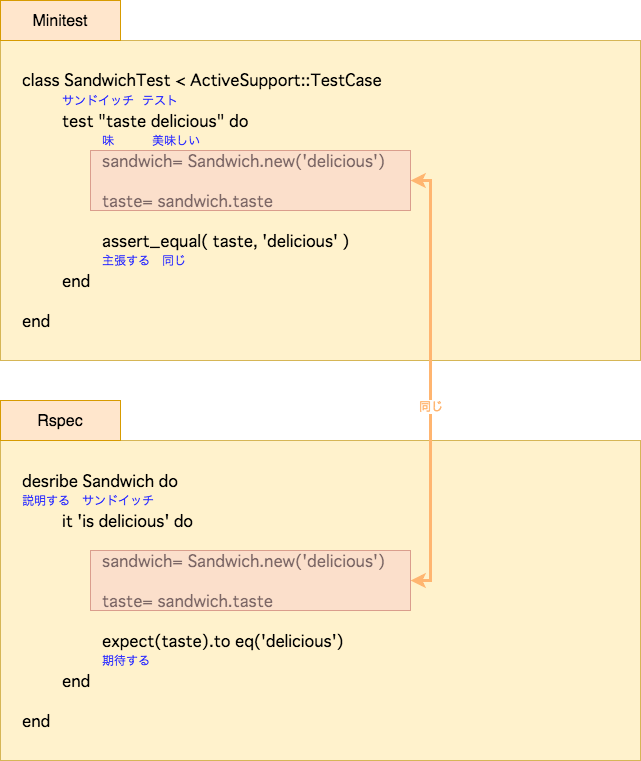 Minitest
class SandwichTest < ActiveSupport::TestCase
サンドイッチ テスト
test "taste delicious" do
味 美味しい
sandwich= Sandwich.new('delicious')
taste= sandwich.taste
assert_equal( taste, 'delicious' )
主張する 同じ
end
end
同じ
Rspec
desribe Sandwich do
説明する サンドイッチ
it 'is delicious' do
sandwich= Sandwich.new('delicious')
taste= sandwich.taste
expect(taste).to eq('delicious')
期待する
end
end